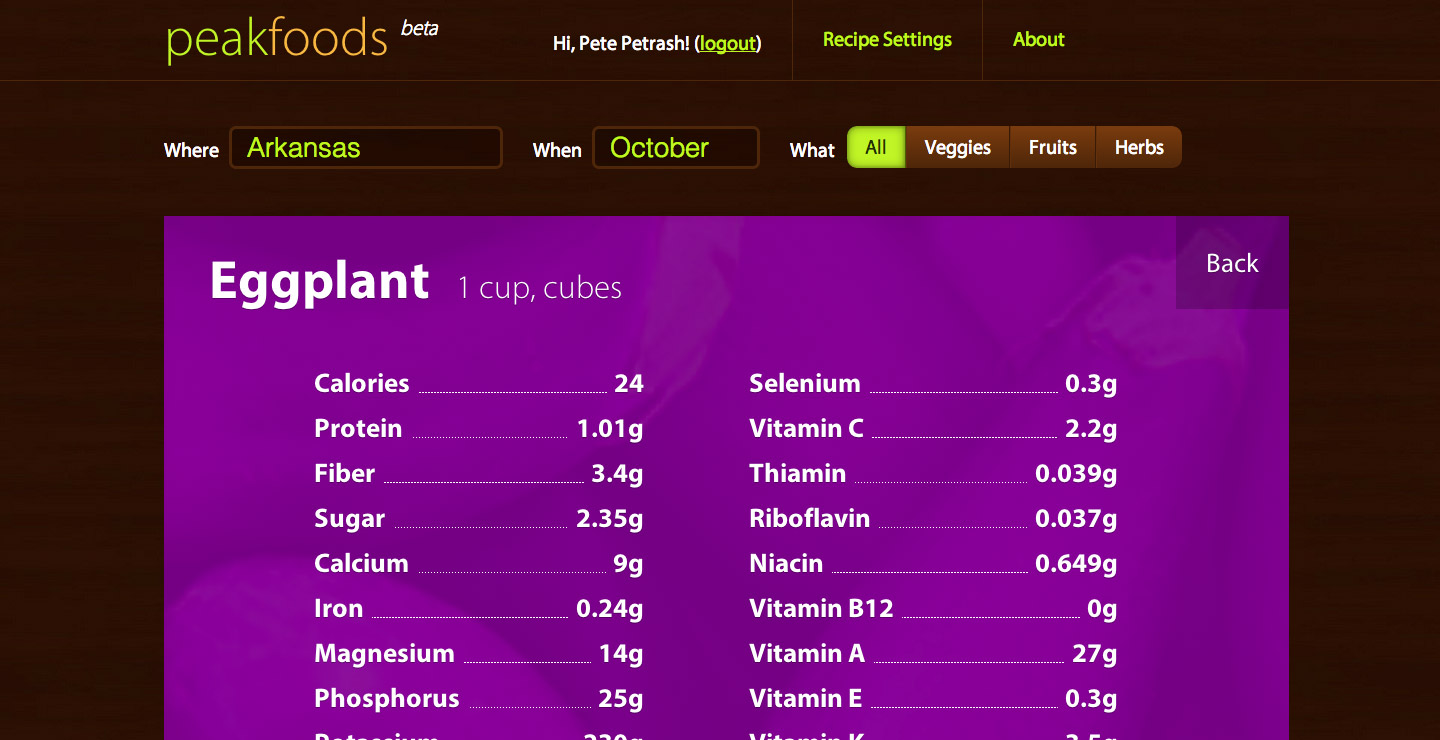 peakfoods beta
Hi, Pete Petrash! (logout)
Recipe Settings
About
Where Arkansas When October What All Veggies Fruits Herbs
Eggplant 1 cup, cubes
Back
Calories 24
Protein 1.01g
Fiber 3.4g
Sugar 2.35g
Calcium 9g
Iron 0.24g
Magnesium 14g
Phosphorus 25g
Potassium 230g
Selenium 0.3g
Vitamin C 2.2g
Thiamin 0.039g
Riboflavin 0.037g
Niacin 0.649g
Vitamin B12 0g
Vitamin A 27g
Vitamin E 0.3g
Vitamin K